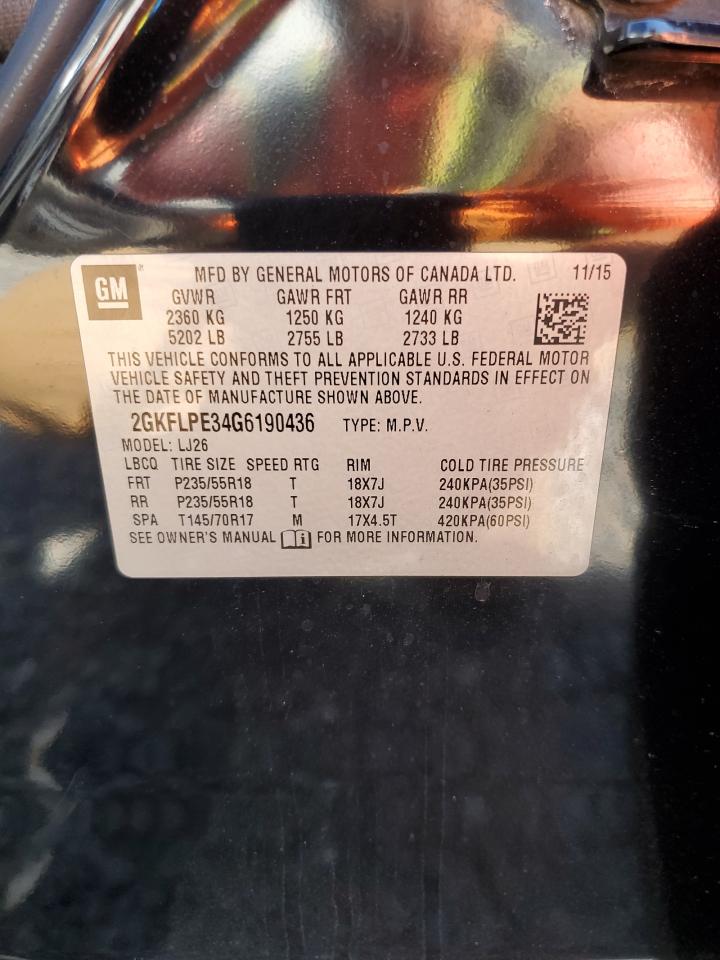 GM
MFD BY GENERAL MOTORS OF CANADA LTD. 11/15
GVWR GAWR FRT GAWR RR
2360 KG 1250 KG 1240 KG
5202 LB 2755 LB 2733 LB
THIS VEHICLE CONFORMS TO ALL APPLICABLE U.S. FEDERAL MOTOR
VEHICLE SAFETY AND THEFT PREVENTION STANDARDS IN EFFECT ON
THE DATE OF MANUFACTURE SHOWN ABOVE.
2GKFLPE34G6190436 TYPE: M.P.V.
MODEL: LJ26
LBCQ TIRE SIZE SPEED RTG RIM COLD TIRE PRESSURE
FRT P235/55R18 T 18X7J 240KPA(35PSI)
RR P235/55R18 T 18X7J 240KPA(35PSI)
SPA T145/70R17 M 17X4.5T 420KPA(60PSI)
SEE OWNER'S MANUAL i FOR MORE INFORMATION.